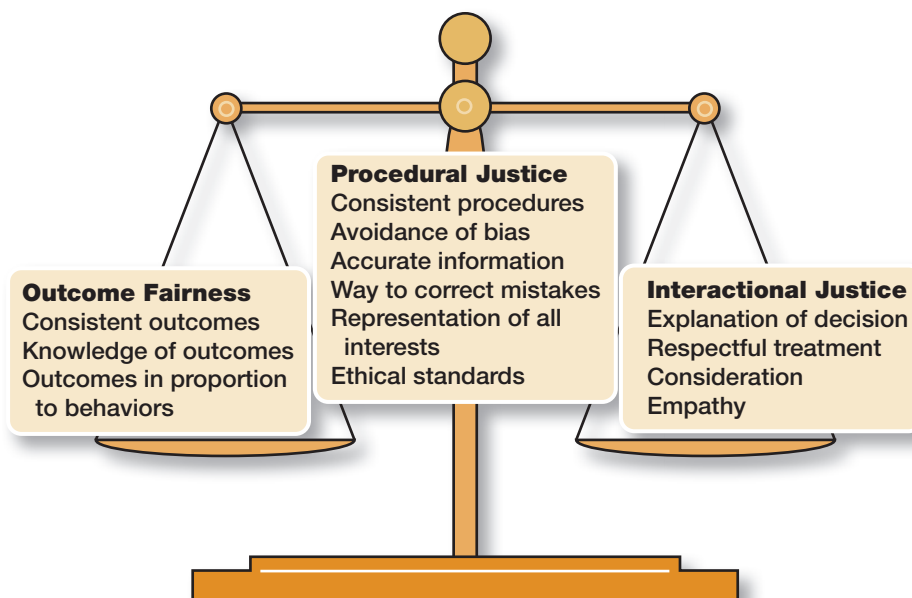 Outcome Fairness
Consistent outcomes
Knowledge of outcomes
Outcomes in proportion
to behaviors
Procedural Justice
Consistent procedures
Avoidance of bias
Accurate information
Way to correct mistakes
Representation of all
interests
Ethical standards
Interactional Justice
Explanation of decision
Respectful treatment
Consideration
Empathy